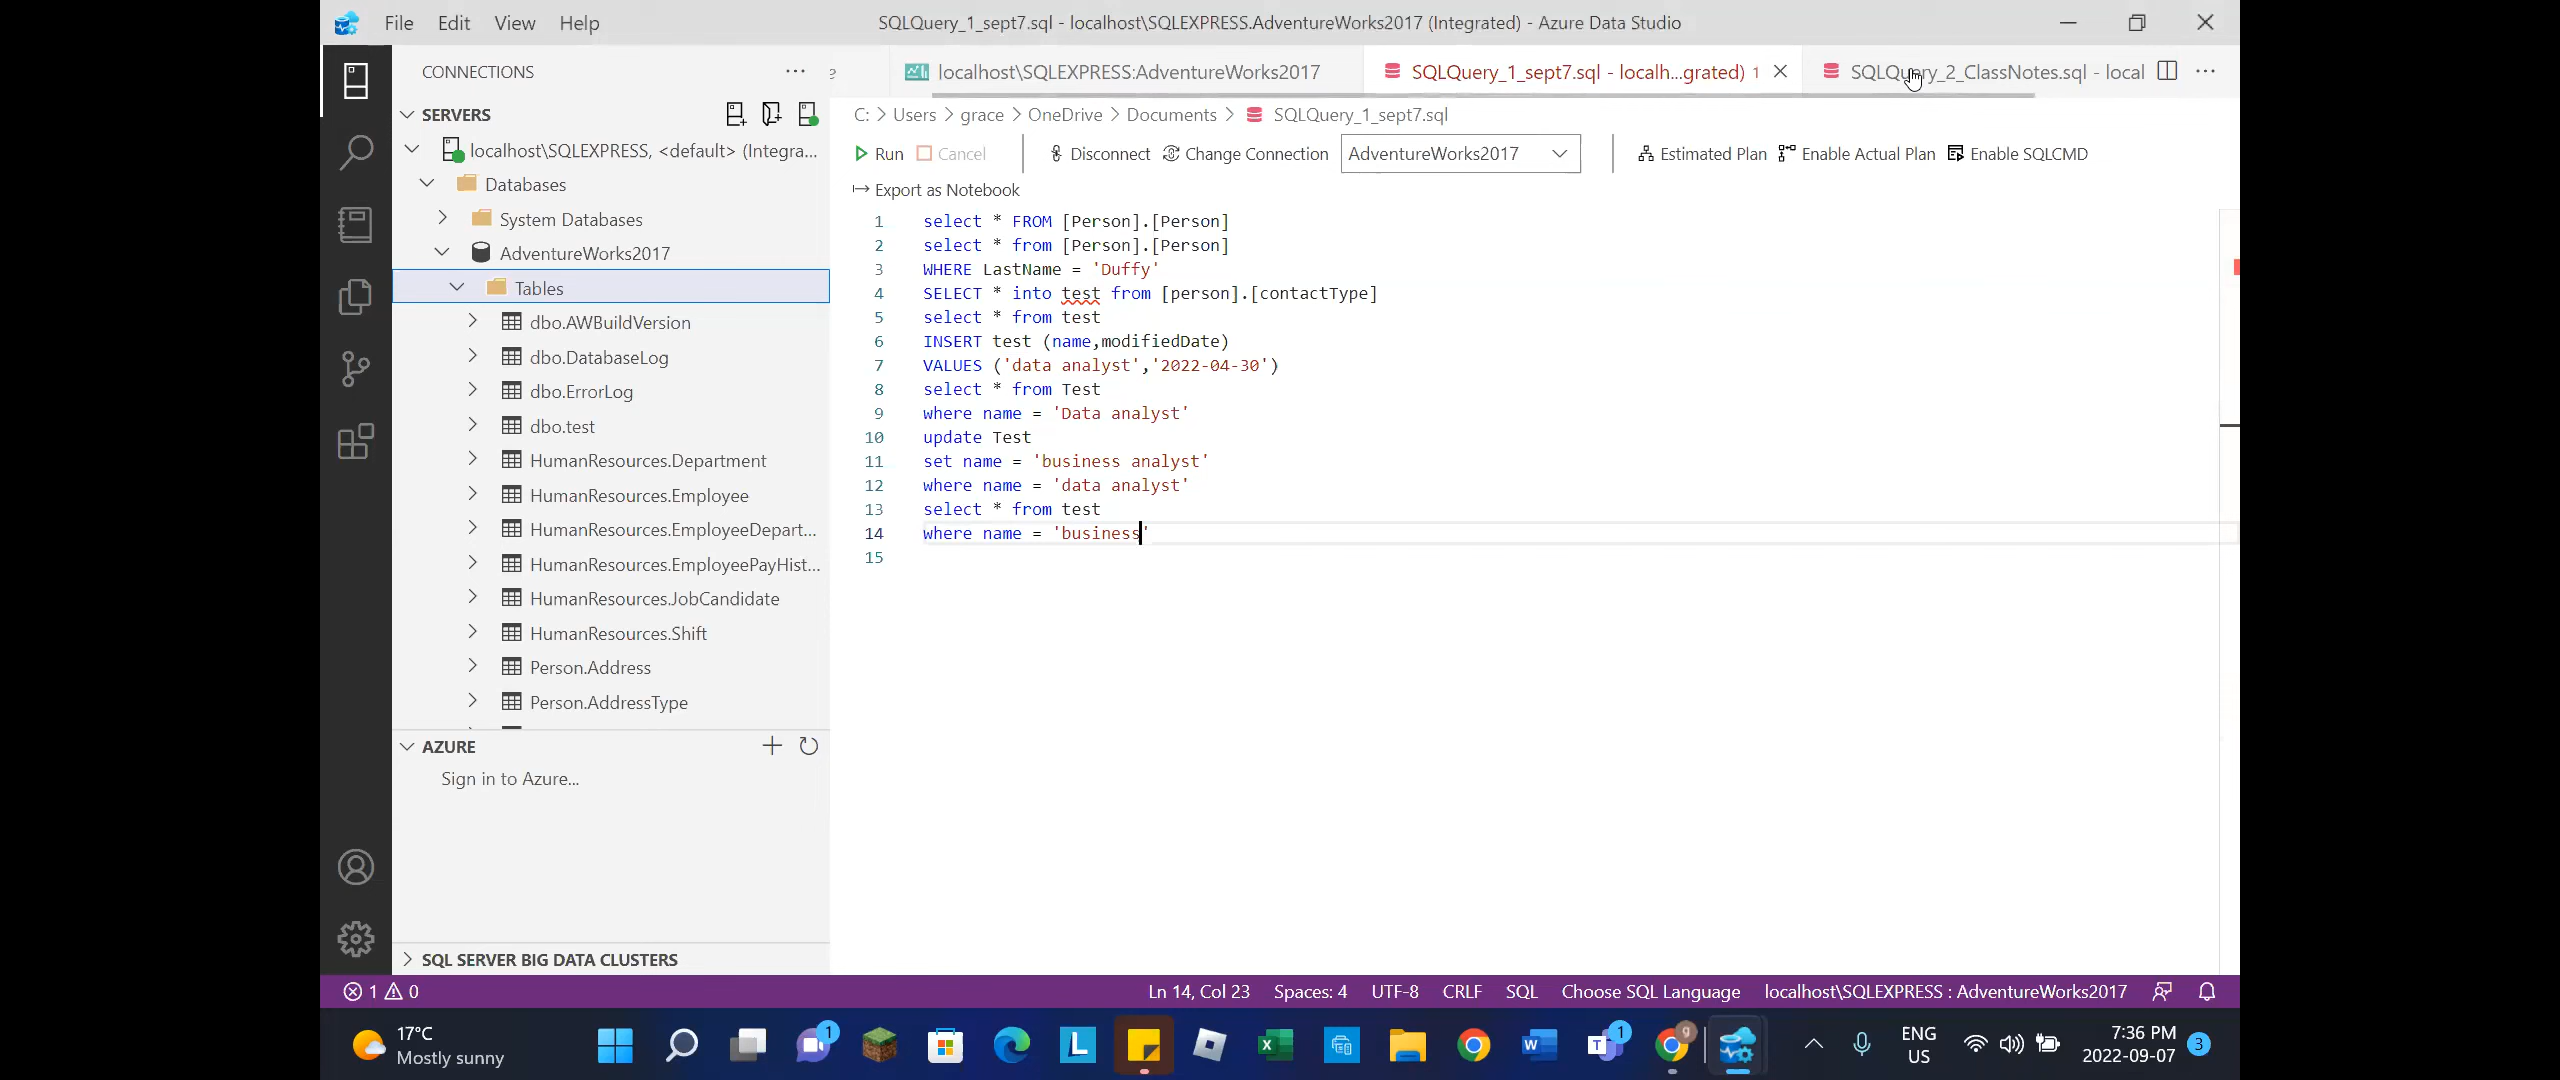 File Edit View Help
SQLQuery_1_sept7.sql - localhost\SQLEXPRESS.AdventureWorks2017 (Integrated) - Azure Data Studio
CONNECTIONS
localhost\SQLEXPRESS:AdventureWorks2017
SQLQuery_1_sept7.sql - localh...grated) 1
SQLQuery_2_ClassNotes.sql - local
SERVERS
C: > Users > grace > OneDrive > Documents > SQLQuery_1_sept7.sql
localhost\SQLEXPRESS, <default> (Integra...
Run Cancel Disconnect Change Connection AdventureWorks2017 Estimated Plan Enable Actual Plan Enable SQLCMD
Export as Notebook
Databases
System Databases
AdventureWorks2017
Tables
dbo.AWBuildVersion
dbo.DatabaseLog
dbo.ErrorLog
dbo.test
HumanResources.Department
HumanResources.Employee
HumanResources.EmployeeDepart...
HumanResources.EmployeePayHist...
HumanResources.JobCandidate
HumanResources.Shift
Person.Address
Person.AddressType
AZURE
Sign in to Azure...
SQL SERVER BIG DATA CLUSTERS
1 select * FROM [Person].[Person]
2 select * from [Person].[Person]
3 WHERE LastName = 'Duffy'
4 SELECT * into test from [person].[contactType]
5 select * from test
6 INSERT test (name,modifiedDate)
7 VALUES ('data analyst','2022-04-30')
8 select * from Test
9 where name = 'Data analyst'
10 update Test
11 set name = 'business analyst'
12 where name = 'data analyst'
13 select * from test
14 where name = 'business'
15
1 0
Ln 14, Col 23 Spaces: 4 UTF-8 CRLF SQL Choose SQL Language localhost\SQLEXPRESS : AdventureWorks2017
17°C
Mostly sunny
1
L
X
W
T
1
9
ENG
US
7:36 PM
2022-09-07
3